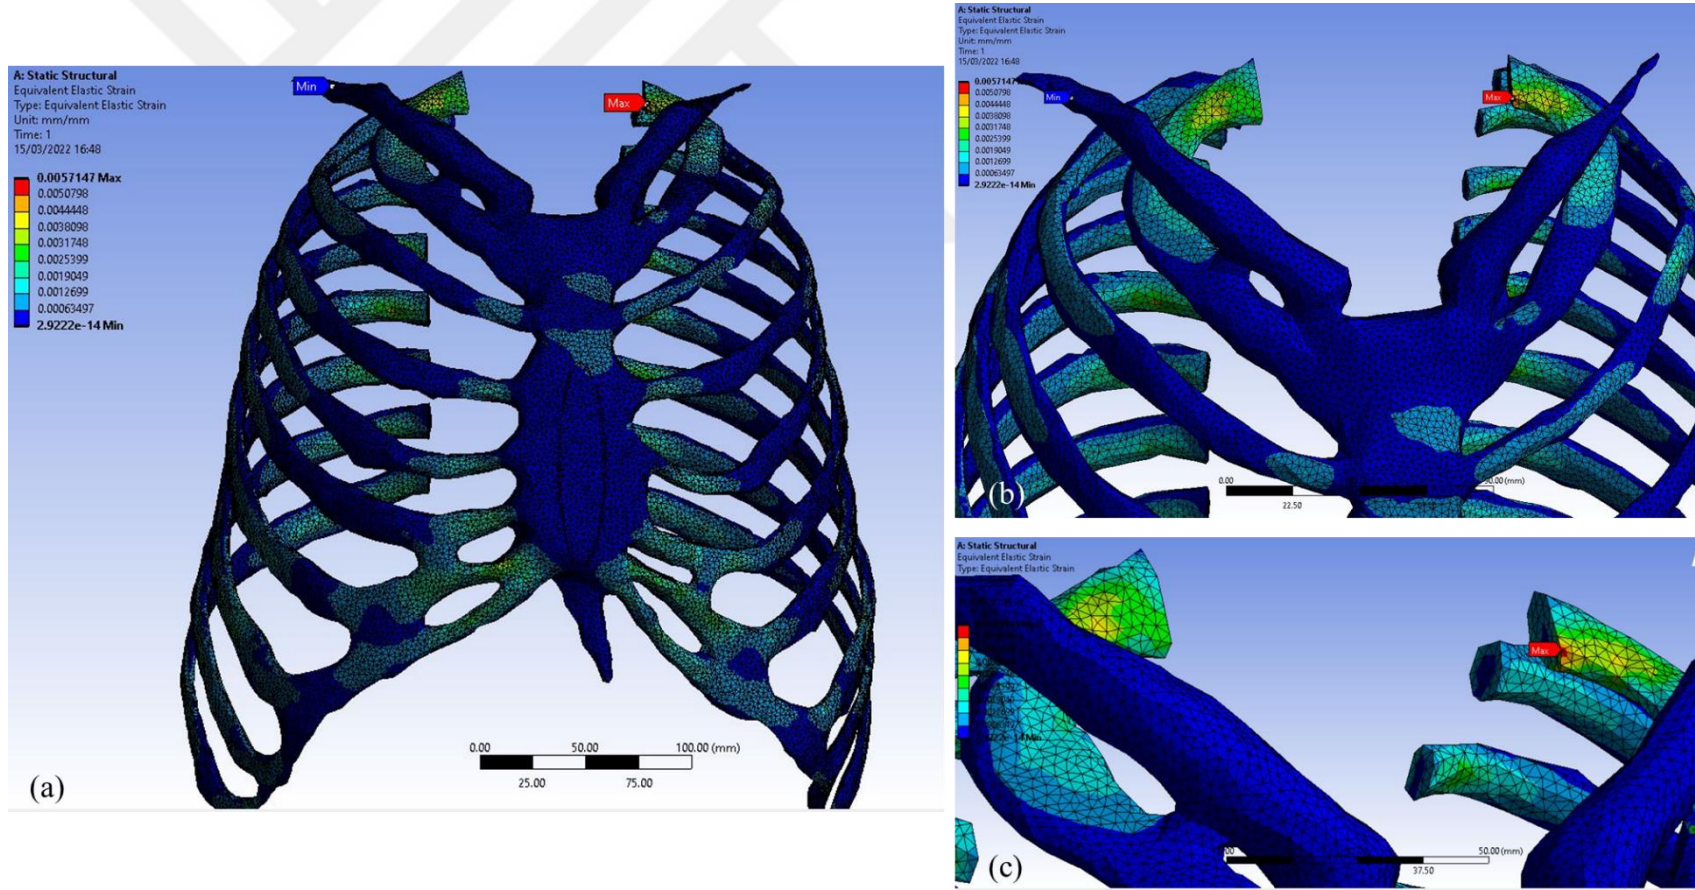 A: Static Structural
Equivalent Elastic Strain
Type: Equivalent Elastic Strain
Unit: mm/mm
Time: 1
15/03/2022 16:48
0.0057147 Max
0.0050798
0.0044448
0.0038098
0.0031748
0.0025399
0.0019049
0.0012699
0.00063497
2.9222e-14 Min
Min
Max
0.00 50.00 100.00 (mm)
25.00 75.00
(a)
A: Static Structural
Equivalent Elastic Strain
Type: Equivalent Elastic Strain
Unit: mm/mm
Time: 1
15/03/2022 16:48
0.0057147
0.0050798
0.0044448
0.0038098
0.0031748
0.0025399
0.0019049
0.0012699
0.00063497
2.9222e-14 Min
Min
Max
0.00 (mm)
22.50
(b)
A: Static Structural
Equivalent Elastic Strain
Type: Equivalent Elastic Strain
Max
50.00 (mm)
37.50
(c)